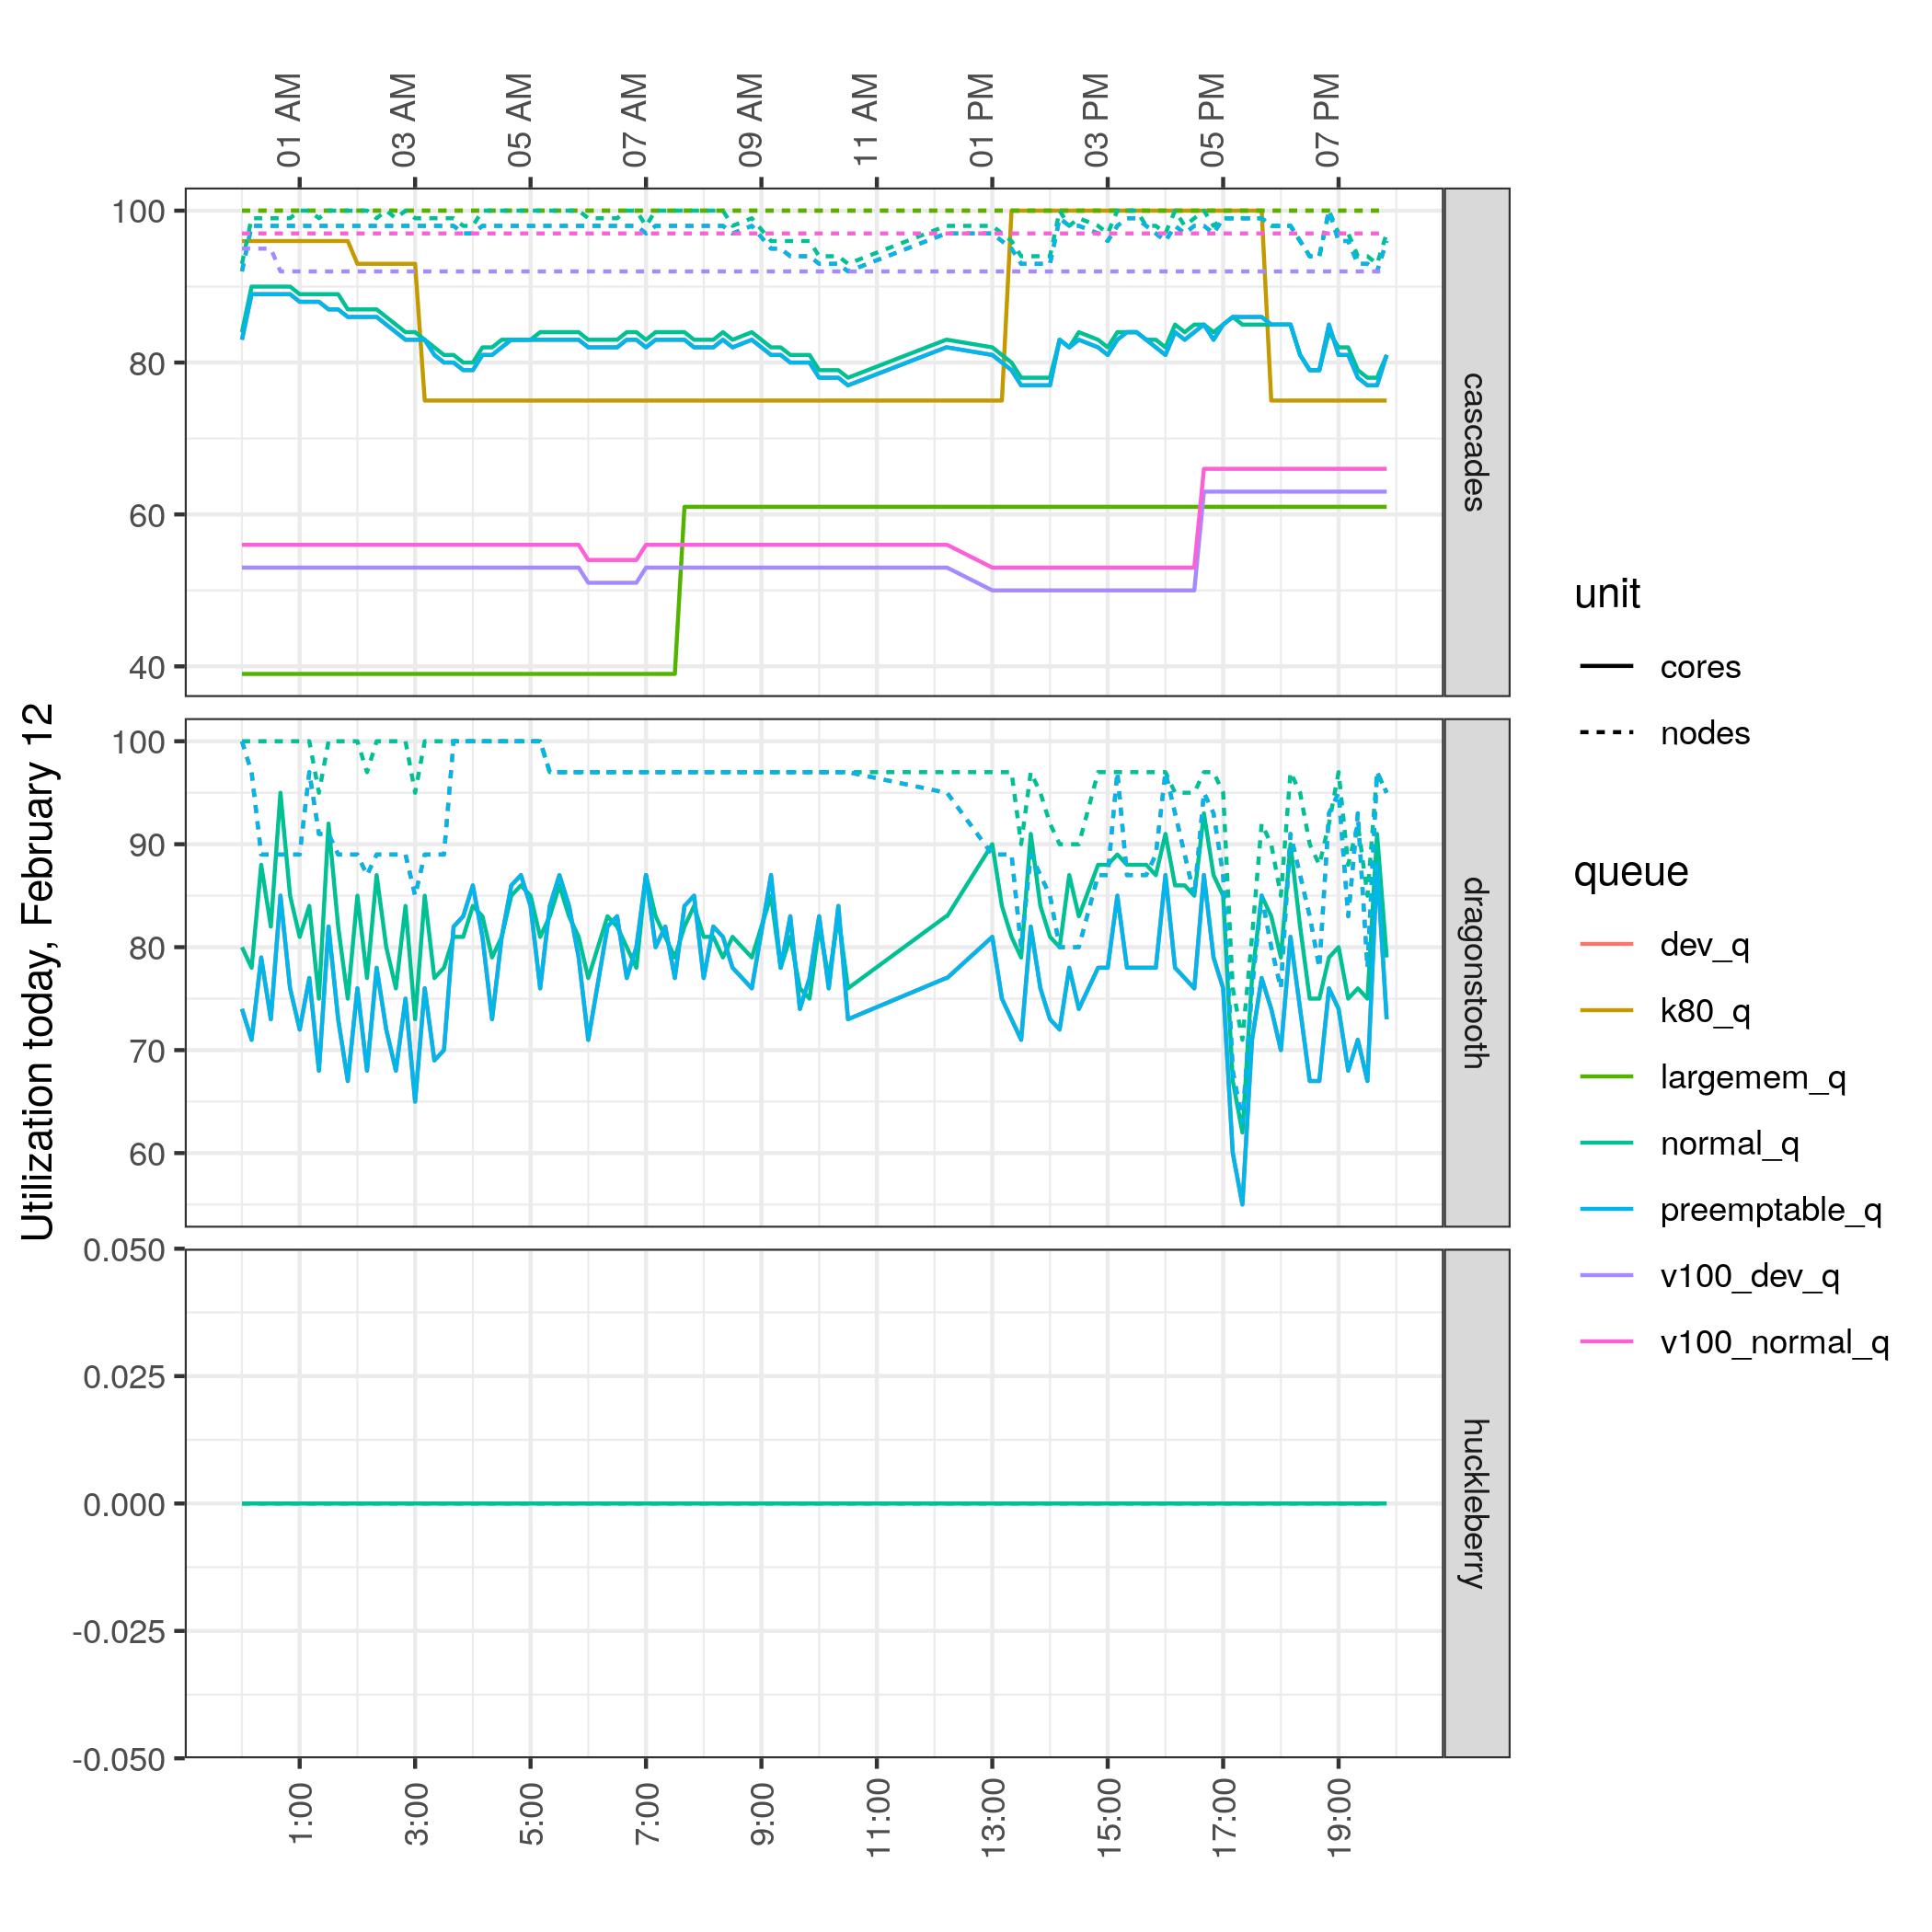 01 AM
03 AM
05 AM
07 AM
09 AM
11 AM
01 PM
03 PM
05 PM
07 PM
Utilization today, February 12
100
80
60
40
cascades
100
90
80
70
60
dragonstooth
0.050
0.025
0.000
-0.025
-0.050
huckleberry
1:00
3:00
5:00
7:00
9:00
11:00
13:00
15:00
17:00
19:00
unit
cores
nodes
queue
dev_q
k80_q
largemem_q
normal_q
preemptable_q
v100_dev_q
v100_normal_q